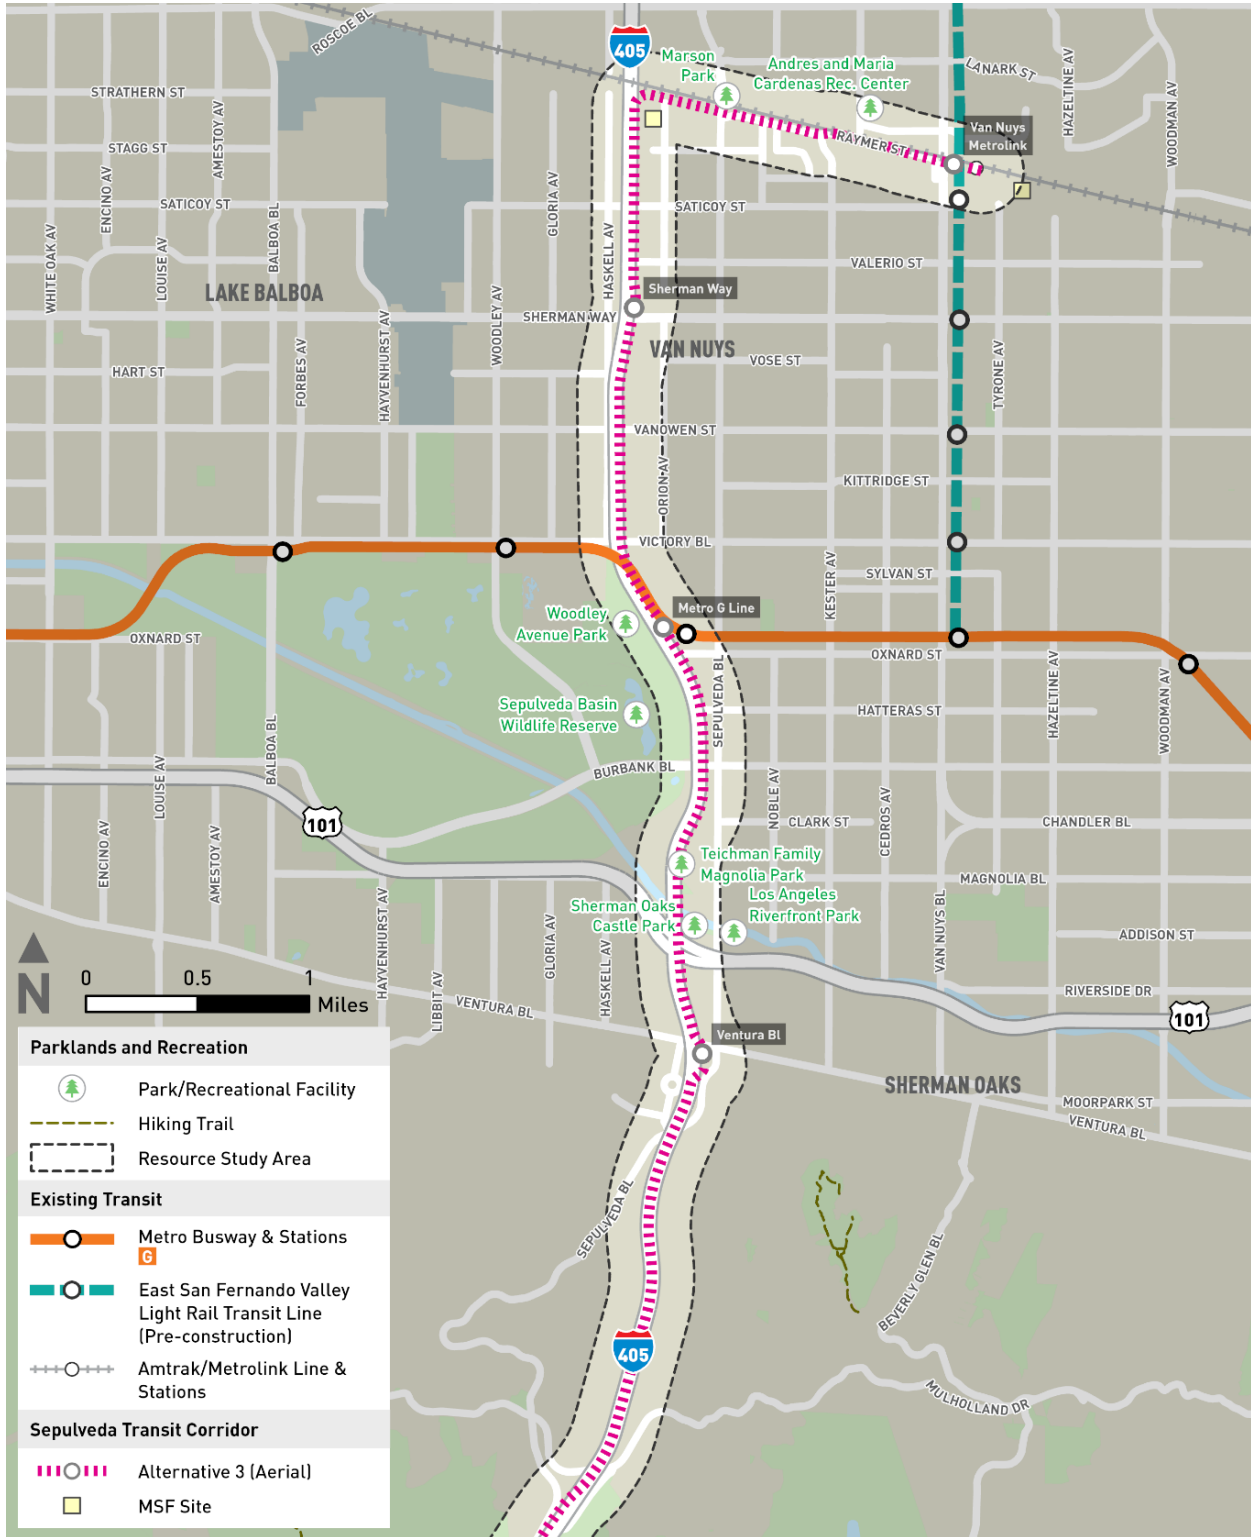 ROSCOE BL
405
Marson
Park
Andres and Maria
Cardenas Rec. Center
LANARK ST
HAZELTINE AV
WOODMAN AV
STRATHERN ST
AMESTOY AV
STAGG ST
ENCINO AV
GLORIA AV
RAYMER ST
Van Nuys
Metrolink
SATICOY ST
SATICOY ST
WHITE OAK AV
LOUISE AV
BALBOA BL
HASKELL AV
VALERIO ST
LAKE BALBOA
Sherman Way
WOODLEY AV
SHERMAN WAY
HAYVENHURST AV
FORBES AV
VAN NUYS
VOSE ST
TYRONE AV
HART ST
VANOWEN ST
ORION AV
KITTRIDGE ST
VICTORY BL
KESTER AV
SYLVAN ST
Woodley
Avenue Park
Metro G Line
OXNARD ST
OXNARD ST
SEPULVEDA BL
HAZELTINE AV
WOODMAN AV
Sepulveda Basin
Wildlife Reserve
HATTERAS ST
BALBOA BL
LOUISE AV
BURBANK BL
NOBLE AV
CEDROS AV
101
CLARK ST
CHANDLER BL
ENCINO AV
AMESTOY AV
Teichman Family
Magnolia Park
MAGNOLIA BL
Los Angeles
Riverfront Park
Sherman Oaks
Castle Park
HAYVENHURST AV
GLORIA AV
HASKELL AV
VAN NUYS BL
ADDISON ST
N
0
0.5
1
Miles
LIBBIT AV
VENTURA BL
RIVERSIDE DR
101
Ventura Bl
SHERMAN OAKS
MOORPARK ST
VENTURA BL
SEPULVEDA BL
BEVERLY GLEN BL
405
MULHOLLAND DR
Parklands and Recreation
Park/Recreational Facility
Hiking Trail
Resource Study Area
Existing Transit
Metro Busway & Stations
G
East San Fernando Valley
Light Rail Transit Line
(Pre-construction)
Amtrak/Metrolink Line &
Stations
Sepulveda Transit Corridor
Alternative 3 (Aerial)
MSF Site